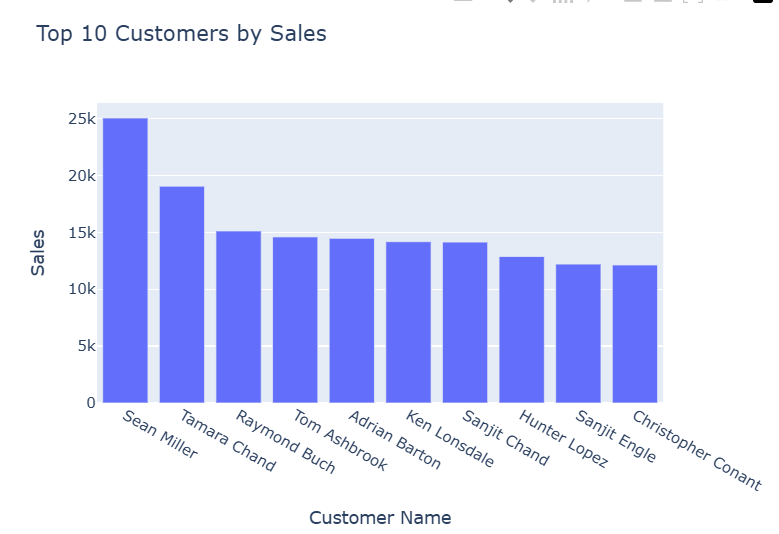 Top 10 Customers by Sales
25k
20k
15k
10k
5k
0
Sales
Sean Miller
Tamara Chand
Raymond Buch
Tom Ashbrook
Adrian Barton
Ken Lonsdale
Sanjit Chand
Hunter Lopez
Sanjit Engle
Christopher Conant
Customer Name